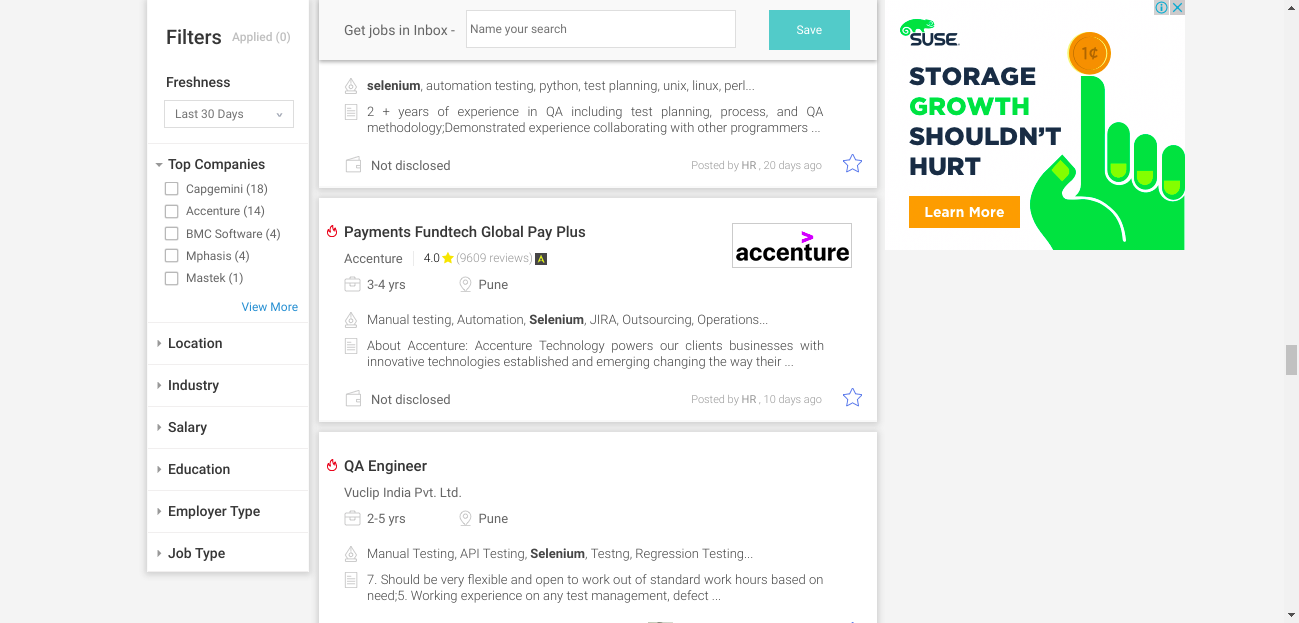 Filters Applied (0)
Freshness
Last 30 Days
Top Companies
Capgemini (18)
Accenture (14)
BMC Software (4)
Mphasis (4)
Mastek (1)
View More
Location
Industry
Salary
Education
Employer Type
Job Type
Get jobs in Inbox - Name your search Save
selenium, automation testing, python, test planning, unix, linux, perl...
2 + years of experience in QA including test planning, process, and QA
methodology;Demonstrated experience collaborating with other programmers ...
Not disclosed Posted by HR , 20 days ago
Payments Fundtech Global Pay Plus
accenture
Accenture 4.0 (9609 reviews) A
3-4 yrs Pune
Manual testing, Automation, Selenium, JIRA, Outsourcing, Operations...
About Accenture: Accenture Technology powers our clients businesses with
innovative technologies established and emerging changing the way their ...
Not disclosed Posted by HR , 10 days ago
QA Engineer
Vuclip India Pvt. Ltd.
2-5 yrs Pune
Manual Testing, API Testing, Selenium, Testng, Regression Testing...
7. Should be very flexible and open to work out of standard work hours based on
need;5. Working experience on any test management, defect ...
SUSE
1¢
STORAGE
GROWTH
SHOULDN'T
HURT
Learn More